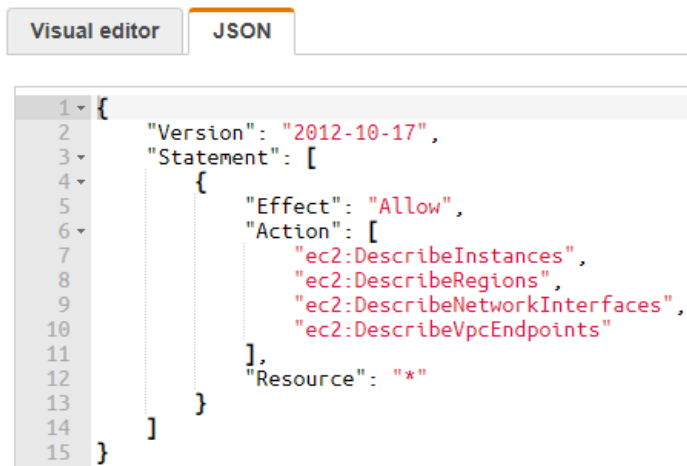 Visual editor JSON
1 {
2 "Version": "2012-10-17",
3 "Statement": [
4 {
5 "Effect": "Allow",
6 "Action": [
7 "ec2:DescribeInstances",
8 "ec2:DescribeRegions",
9 "ec2:DescribeNetworkInterfaces",
10 "ec2:DescribeVpcEndpoints"
11 ],
12 "Resource": "*"
13 }
14 ]
15 }